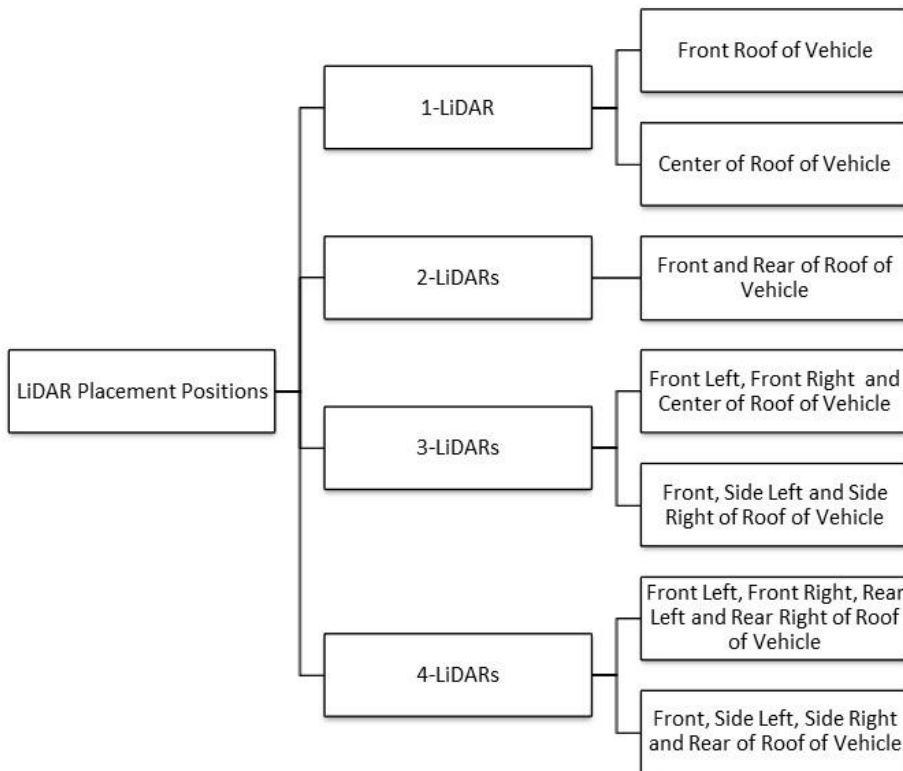 LiDAR Placement Positions
1-LiDAR
Front Roof of Vehicle
Center of Roof of Vehicle
2-LiDARs
Front and Rear of Roof of
Vehicle
3-LiDARs
Front Left, Front Right and
Center of Roof of Vehicle
Front, Side Left and Side
Right of Roof of Vehicle
4-LiDARs
Front Left, Front Right, Rear
Left and Rear Right of Roof
of Vehicle
Front, Side Left, Side Right
and Rear of Roof of Vehicle